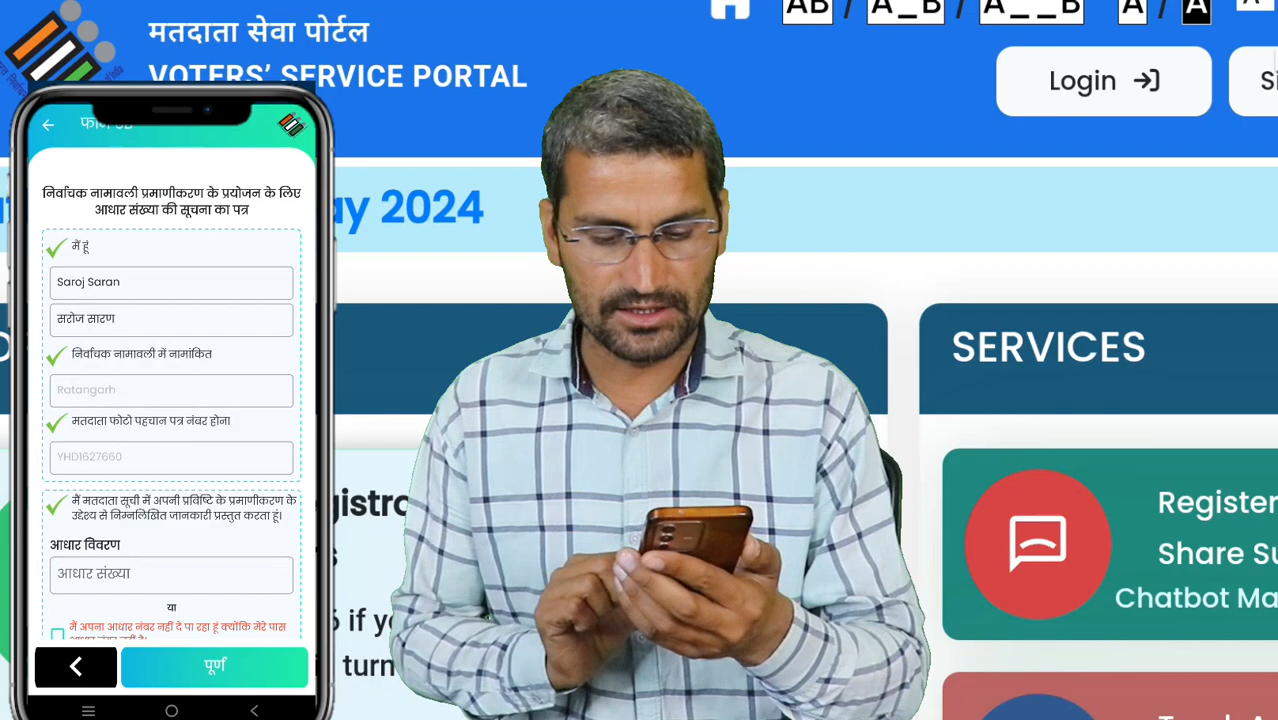 मतदाता सेवा पोर्टल
VOTERS' SERVICE PORTAL
AB / A_B / A__B A / A
Login
ay 2024
SERVICES
निर्वाचक नामावली प्रमाणीकरण के प्रयोजन के लिए
आधार संख्या की सूचना का पत्र
में हूं
Saroj Saran
सरोज सारण
निर्वाचक नामावली में नामांकित
Ratangarh
मतदाता फोटो पहचान पत्र नंबर होना
YHD1627660
मैं मतदाता सूची में अपनी प्रविष्टि के प्रमाणीकरण के
उद्देश्य से निम्नलिखित जानकारी प्रस्तुत करता हूं।
आधार विवरण
आधार संख्या
या
मैं अपना आधार नंबर नहीं दे पा रहा हूं क्योंकि मेरे पास
पूर्ण
Register
Share Su
Chatbot Ma
6 if yo
turn